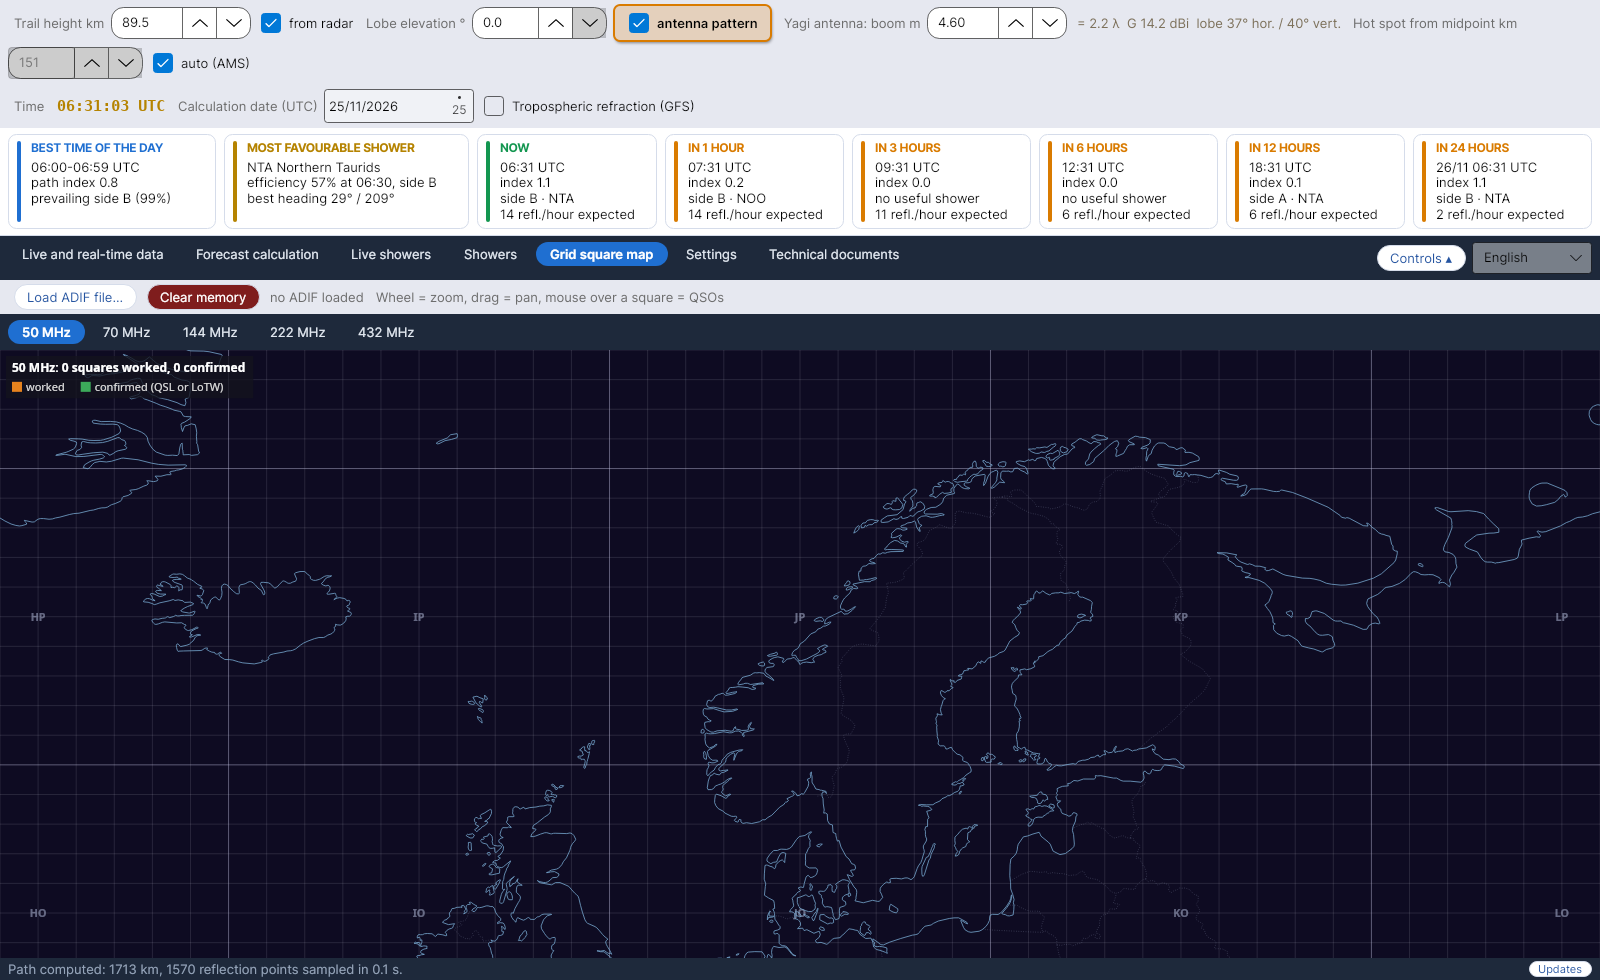 Trail height km 89.5 from radar Lobe elevation ° 0.0 antenna pattern Yagi antenna: boom m 4.60 = 2.2 λ G 14.2 dBi lobe 37° hor. / 40° vert. Hot spot from midpoint km
151 auto (AMS)
Time 06:31:03 UTC Calculation date (UTC) 25/11/2026 25 Tropospheric refraction (GFS)
BEST TIME OF THE DAY
06:00-06:59 UTC
path index 0.8
prevailing side B (99%)
MOST FAVOURABLE SHOWER
NTA Northern Taurids
efficiency 57% at 06:30, side B
best heading 29° / 209°
NOW
06:31 UTC
index 1.1
side B · NTA
14 refl./hour expected
IN 1 HOUR
07:31 UTC
index 0.2
side B · NOO
14 refl./hour expected
IN 3 HOURS
09:31 UTC
index 0.0
no useful shower
11 refl./hour expected
IN 6 HOURS
12:31 UTC
index 0.0
no useful shower
6 refl./hour expected
IN 12 HOURS
18:31 UTC
index 0.1
side A · NTA
6 refl./hour expected
IN 24 HOURS
26/11 06:31 UTC
index 1.1
side B · NTA
2 refl./hour expected
Live and real-time data Forecast calculation Live showers Showers Grid square map Settings Technical documents Controls ▴ English
Load ADIF file... Clear memory no ADIF loaded Wheel = zoom, drag = pan, mouse over a square = QSOs
50 MHz 70 MHz 144 MHz 222 MHz 432 MHz
50 MHz: 0 squares worked, 0 confirmed
worked confirmed (QSL or LoTW)
HP IP JP KP LP
HO IO JO KO LO
Path computed: 1713 km, 1570 reflection points sampled in 0.1 s. Updates